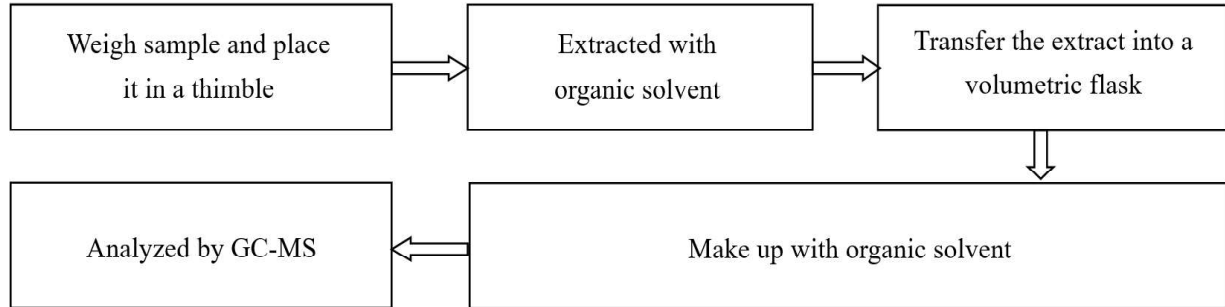 Weigh sample and place
it in a thimble
Extracted with
organic solvent
Transfer the extract into a
volumetric flask
Analyzed by GC-MS
Make up with organic solvent